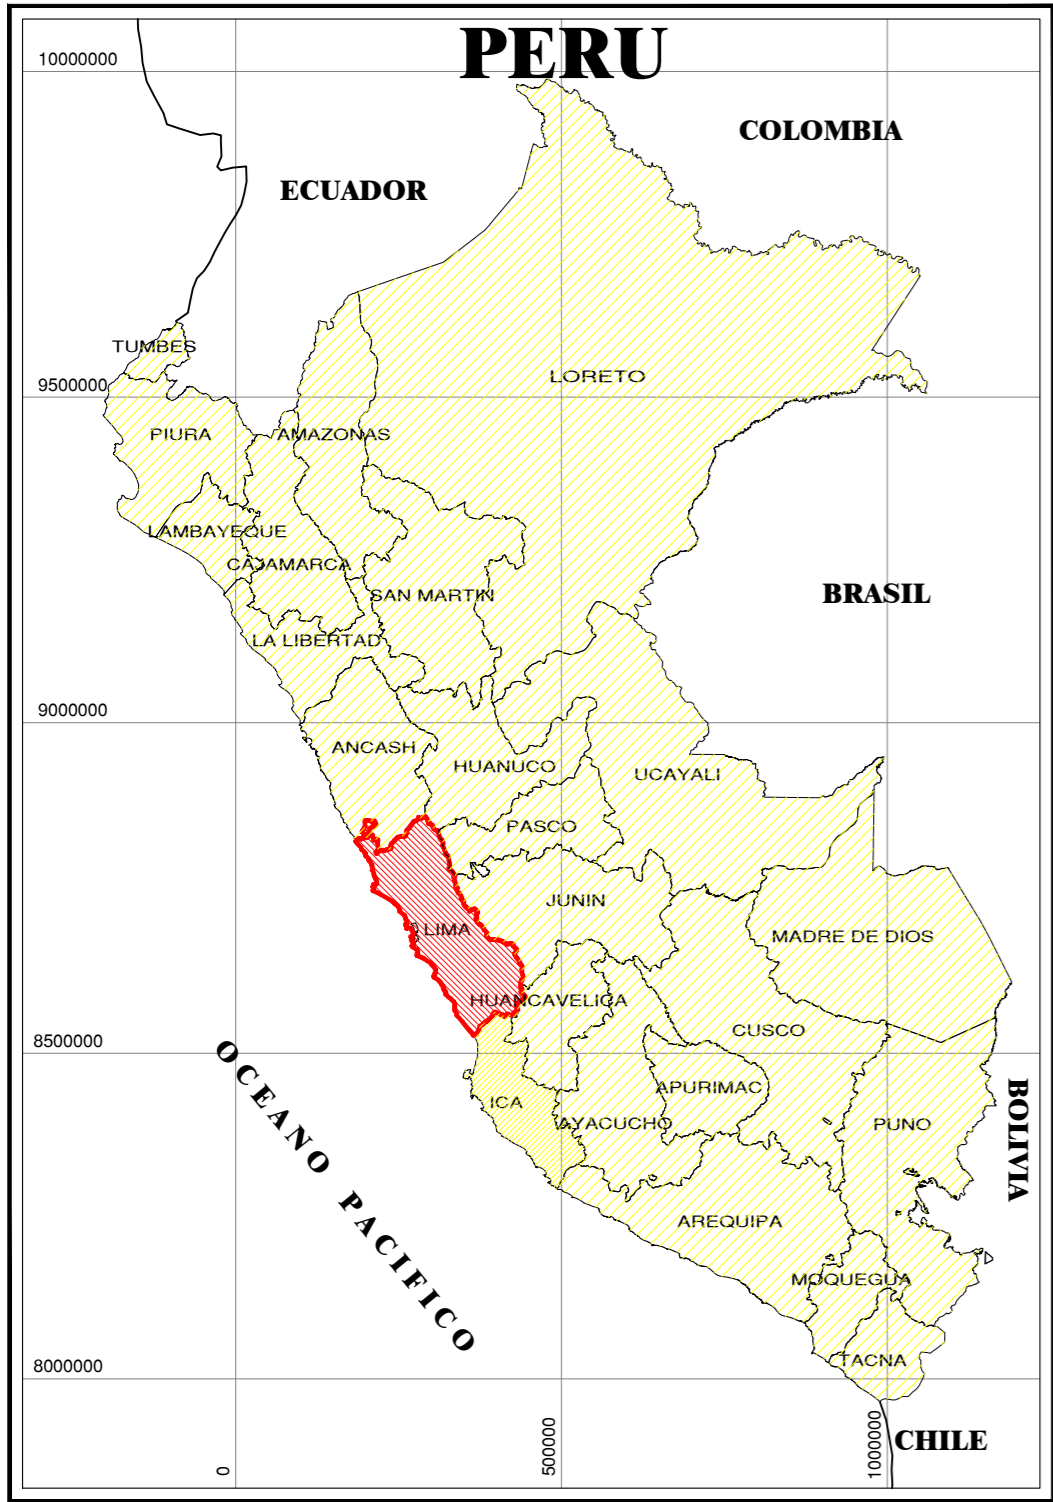 PERU
10000000
COLOMBIA
ECUADOR
TUMBES
LORETO
9500000
PIURA
AMAZONAS
LAMBAYEQUE
CAJAMARCA
SAN MARTIN
BRASIL
LA LIBERTAD
9000000
ANCASH
HUANUCO
UCAYALI
PASCO
JUNIN
LIMA
MADRE DE DIOS
HUANCAVELICA
CUSCO
8500000
OCEANO PACIFICO
ICA
APURIMAC
AYACUCHO
PUNO
BOLIVIA
AREQUIPA
MOQUEGUA
TACNA
8000000
0
500000
1000000
CHILE